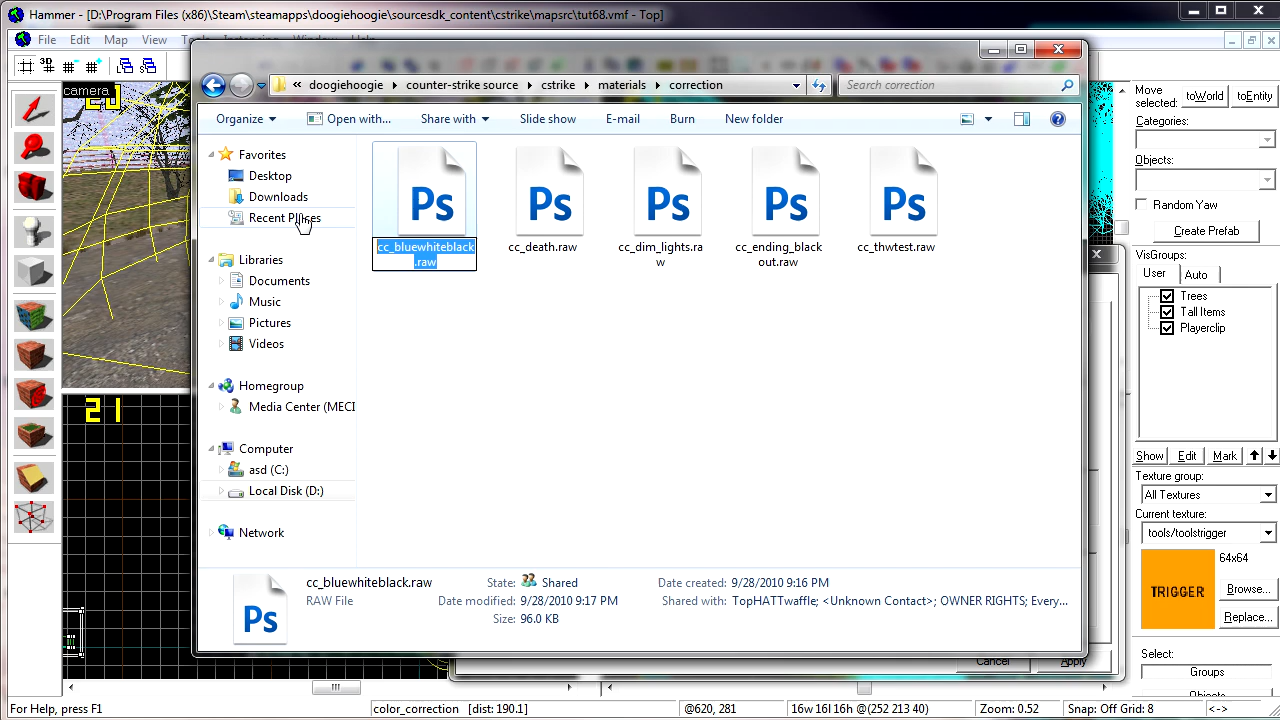 Hammer - [D:\Program Files (x86)\Steam\steamapps\doogiehoogie\sourcesdk_content\cstrike\mapsrc\tut68.vmf - Top]
File Edit Map View
camera
doogiehoogie counter-strike source cstrike materials correction
Search correction
Organize Open with... Share with Slide show E-mail Burn New folder
Favorites
Desktop
Downloads
Recent Places
Libraries
Documents
Music
Pictures
Videos
Homegroup
Media Center (MECI
Computer
asd (C:)
Local Disk (D:)
Network
Ps Ps Ps Ps Ps
cc_bluewhiteblack
.raw
cc_death.raw
cc_dim_lights.ra
w
cc_ending_black
out.raw
cc_thwtest.raw
Ps
cc_bluewhiteblack.raw
RAW File
State: Shared
Date modified: 9/28/2010 9:17 PM
Size: 96.0 KB
Date created: 9/28/2010 9:16 PM
Shared with: TopHATTwaffle; <Unknown Contact>; OWNER RIGHTS; Every...
21
Cancel Apply
Move
selected:
toWorld toEntity
Categories:
Objects:
Random Yaw
Create Prefab
VisGroups:
User Auto
Trees
Tall Items
Playerclip
Show Edit Mark
Texture group:
All Textures
Current texture:
tools/toolstrigger
64x64
TRIGGER
Browse...
Replace...
Select:
Groups
Objects
For Help, press F1
color_correction [dist: 190.1]
@620, 281
16w 16l 16h @(252 213 40)
Zoom: 0.52
Snap: Off Grid: 8
<->